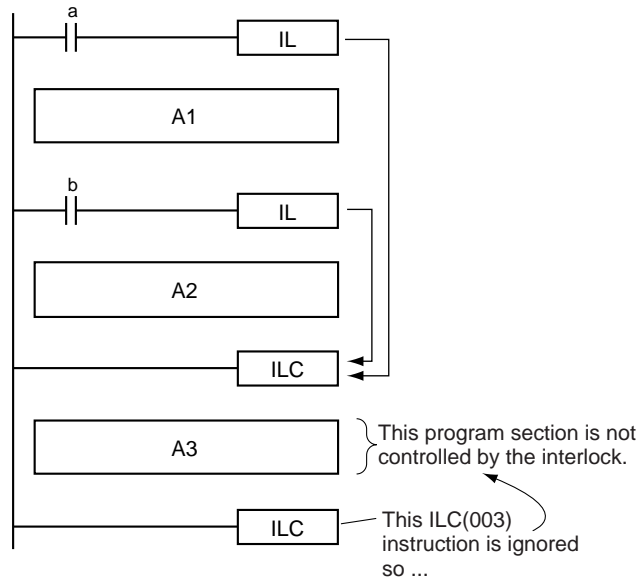 a
IL
A1
b
IL
A2
ILC
A3
This program section is not
controlled by the interlock.
ILC
This ILC(003)
instruction is ignored
so ...